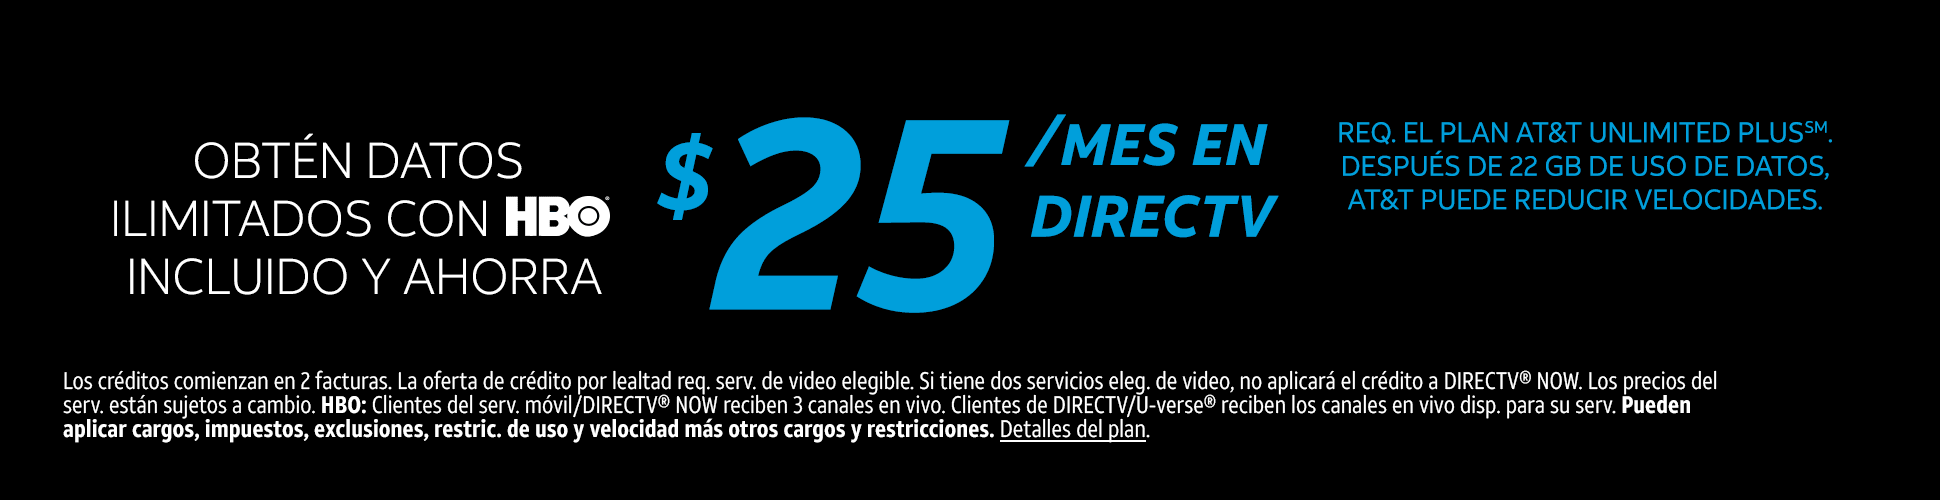 OBTÉN DATOS
ILIMITADOS CON HBO®
INCLUIDO Y AHORRA
$25
/MES EN
DIRECTV
REQ. EL PLAN AT&T UNLIMITED PLUS℠.
DESPUÉS DE 22 GB DE USO DE DATOS,
AT&T PUEDE REDUCIR VELOCIDADES.
Los créditos comienzan en 2 facturas. La oferta de crédito por lealtad req. serv. de video elegible. Si tiene dos servicios eleg. de video, no aplicará el crédito a DIRECTV® NOW. Los precios del
serv. están sujetos a cambio. HBO: Clientes del serv. móvil/DIRECTV® NOW reciben 3 canales en vivo. Clientes de DIRECTV/U-verse® reciben los canales en vivo disp. para su serv. Pueden
aplicar cargos, impuestos, exclusiones, restric. de uso y velocidad más otros cargos y restricciones. Detalles del plan.